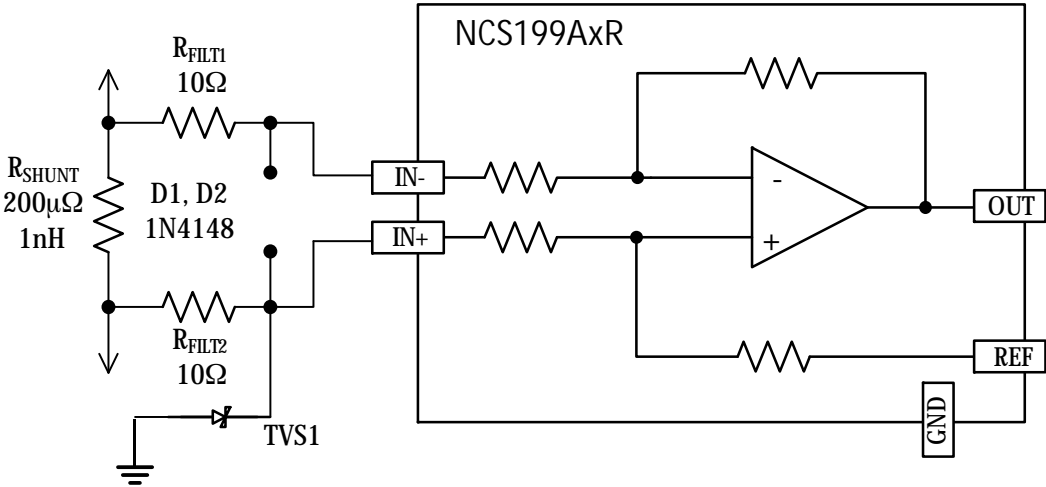 NCS199AxR
R_FILT1
10Ω
R_SHUNT
200μΩ
1nH
D1, D2
1N4148
IN-
IN+
-
+
OUT
R_FILT2
10Ω
REF
GND
TVS1